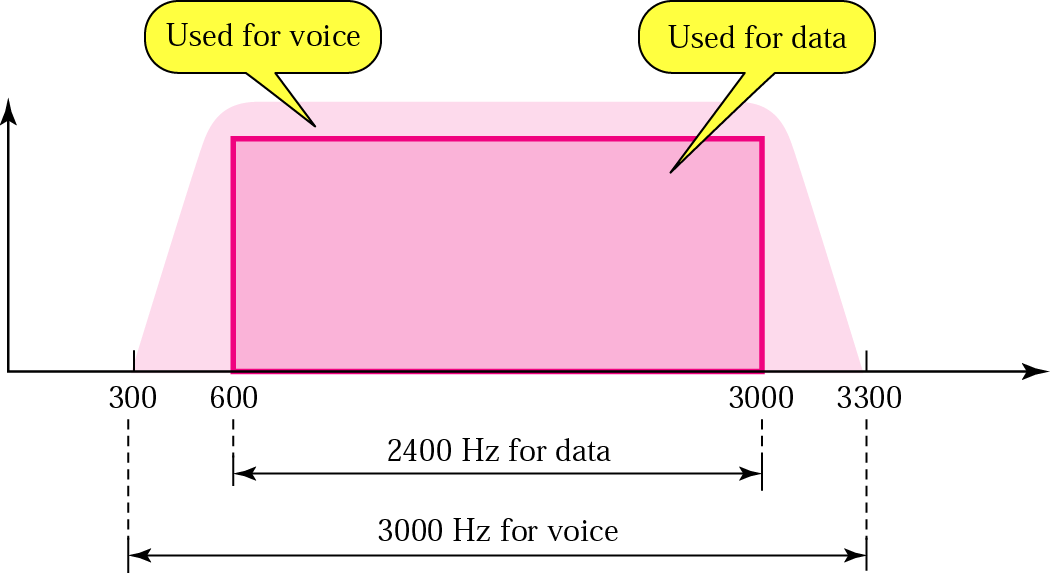 Used for voice
Used for data
300
600
3000
3300
2400 Hz for data
3000 Hz for voice